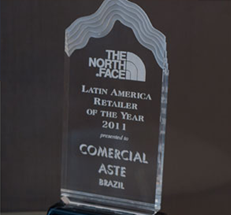 THE
NORTH
FACE
LATIN AMERICA
RETAILER
OF THE YEAR
2011
presented to
COMERCIAL
ASTE
BRAZIL